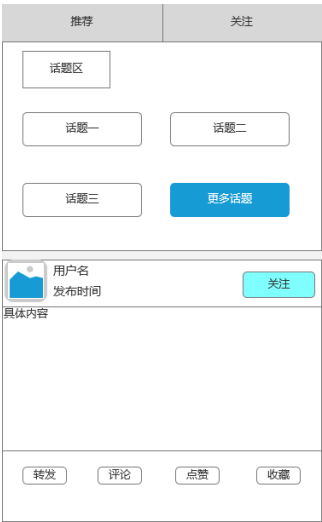 推荐 关注
话题区
话题一 话题二
话题三 更多话题
用户名
发布时间
关注
具体内容
转发 评论 点赞 收藏